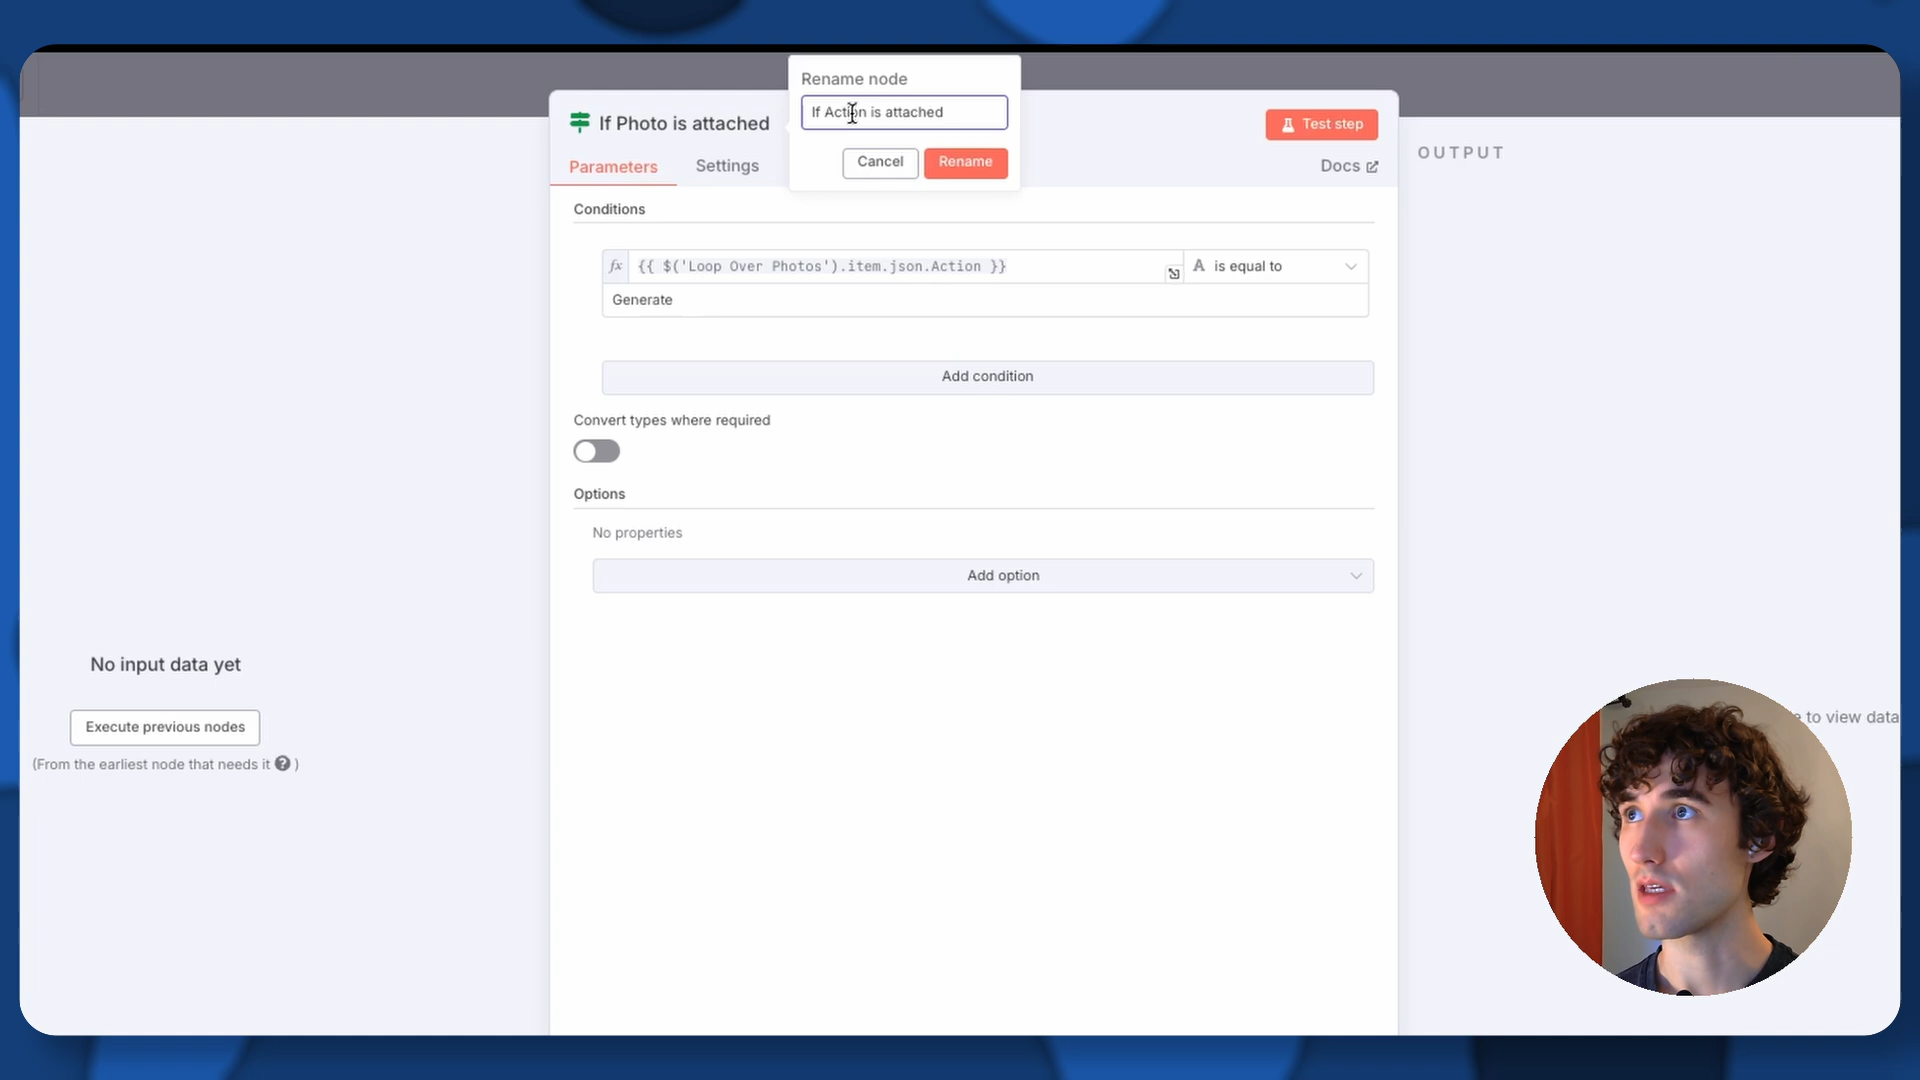 Rename node
If Action is attached
Cancel
Rename
If Photo is attached
Test step
Parameters
Settings
Docs
OUTPUT
Conditions
fx
{{ $('Loop Over Photos').item.json.Action }}
A is equal to
Generate
Add condition
Convert types where required
Options
No properties
Add option
No input data yet
Execute previous nodes
(From the earliest node that needs it ? )
to view data